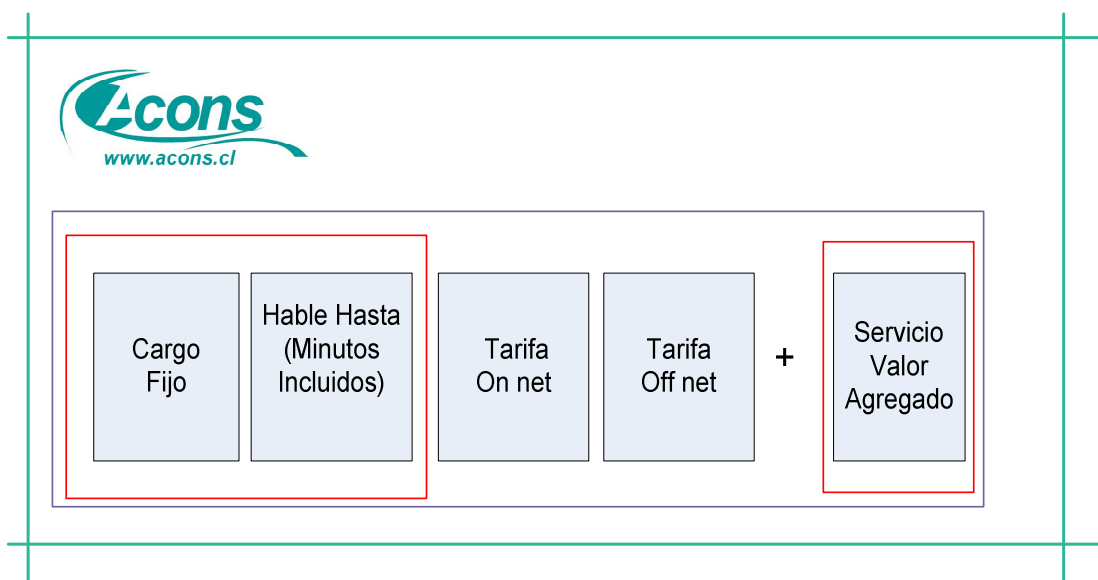 Acons
www.acons.cl
Cargo
Fijo
Hable Hasta
(Minutos
Incluidos)
Tarifa
On net
Tarifa
Off net
+
Servicio
Valor
Agregado